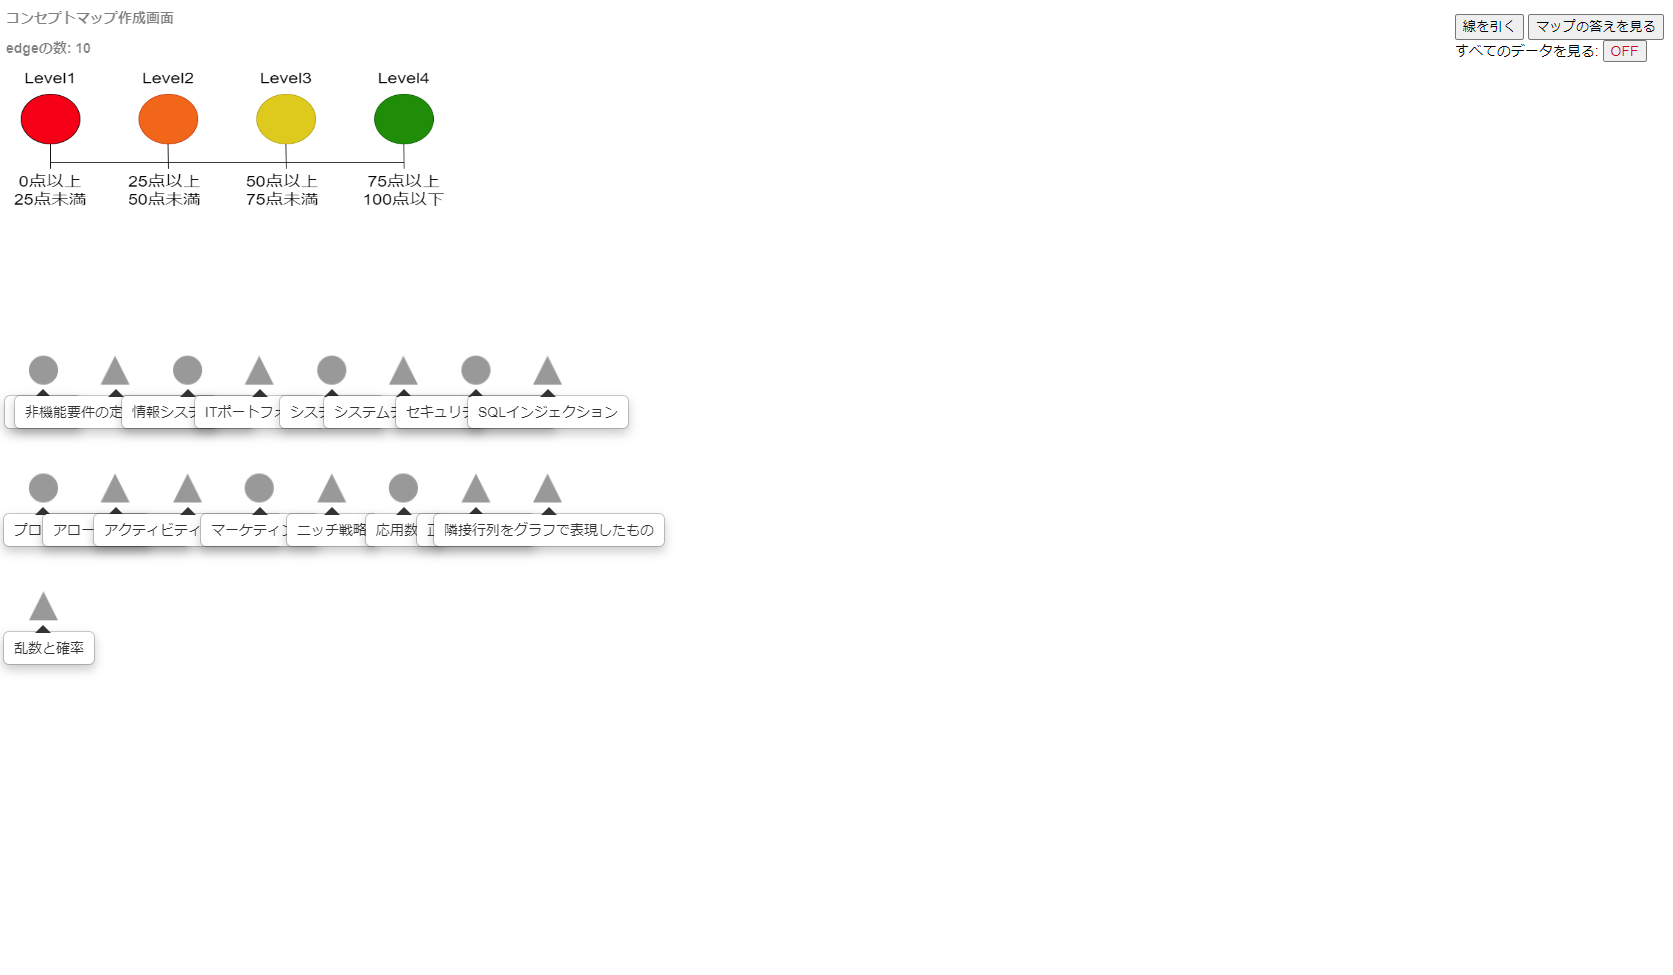 コンセプトマップ作成画面
線を引く マップの答えを見る
edgeの数: 10
すべてのデータを見る: OFF
Level1 Level2 Level3 Level4
0点以上 25点以上 50点以上 75点以上
25点未満 50点未満 75点未満 100点以下
非機能要件の定 情報シス ITポートフォ シス システム セキュリ SQLインジェクション
プロ アロー アクティビティ マーケティン ニッチ戦略 応用数 隣接行列をグラフで表現したもの
乱数と確率